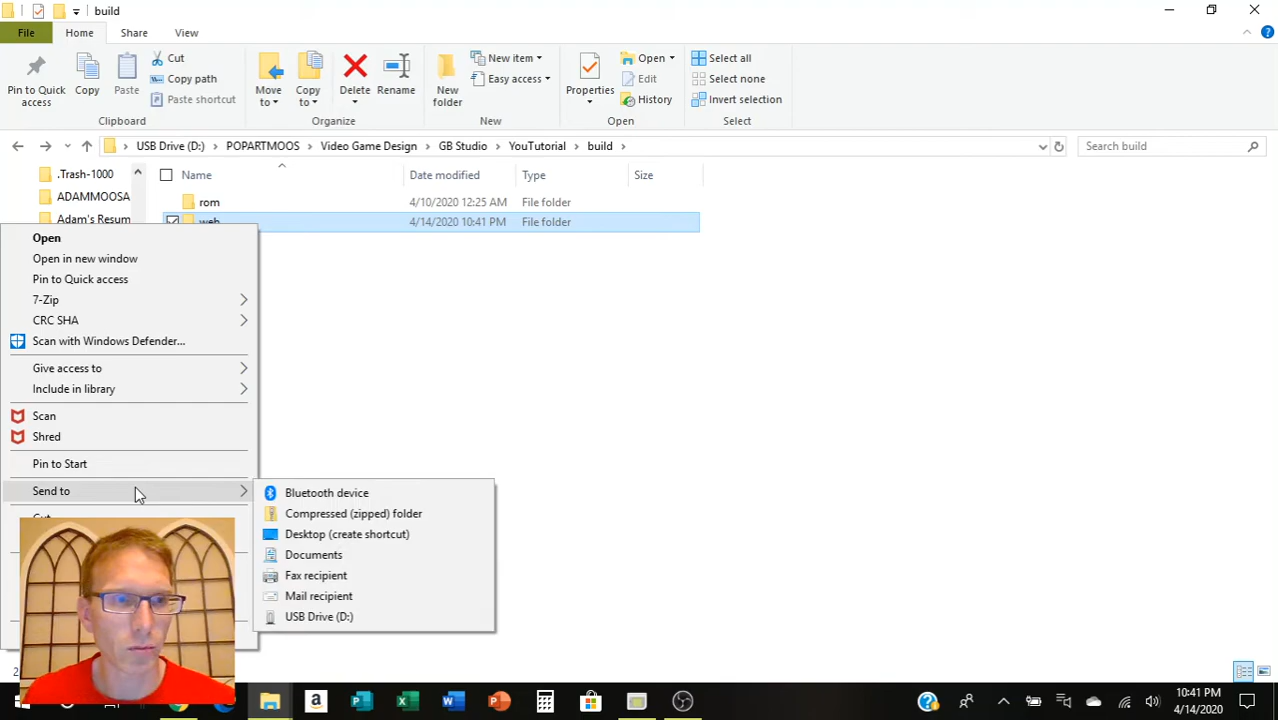 build
File
Home
Share
View
Pin to Quick access
Copy
Paste
Cut
Copy path
Paste shortcut
Clipboard
Move to
Copy to
Delete
Rename
Organize
New folder
New item
Easy access
New
Properties
Open
Edit
History
Open
Select all
Select none
Invert selection
Select
USB Drive (D:) POPARTMOOS Video Game Design GB Studio YouTutorial build
Search build
.Trash-1000
ADAMMOOSA
Adam's Resum
Name Date modified Type Size
rom 4/10/2020 12:25 AM File folder
web 4/14/2020 10:41 PM File folder
Open
Open in new window
Pin to Quick access
7-Zip
CRC SHA
Scan with Windows Defender...
Give access to
Include in library
Scan
Shred
Pin to Start
Send to
Cut
Bluetooth device
Compressed (zipped) folder
Desktop (create shortcut)
Documents
Fax recipient
Mail recipient
USB Drive (D:)
2
10:41 PM
4/14/2020